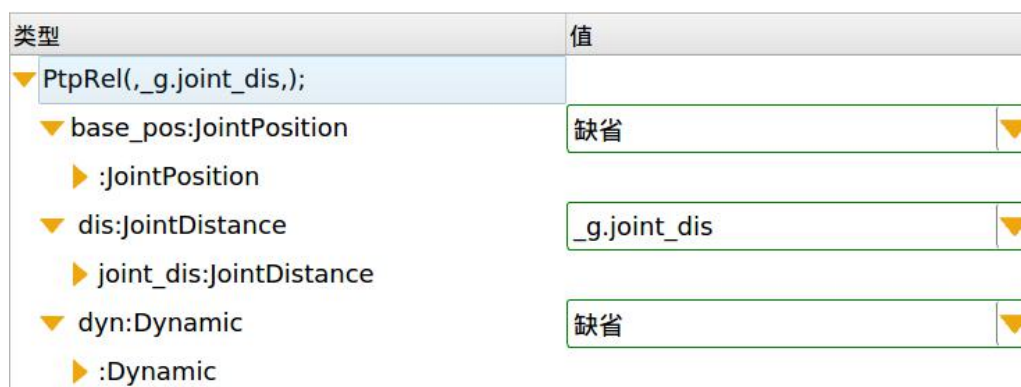 类型 值
PtpRel(,_g.joint_dis,);
base_pos:JointPosition 缺省
:JointPosition
dis:JointDistance _g.joint_dis
joint_dis:JointDistance
dyn:Dynamic 缺省
:Dynamic